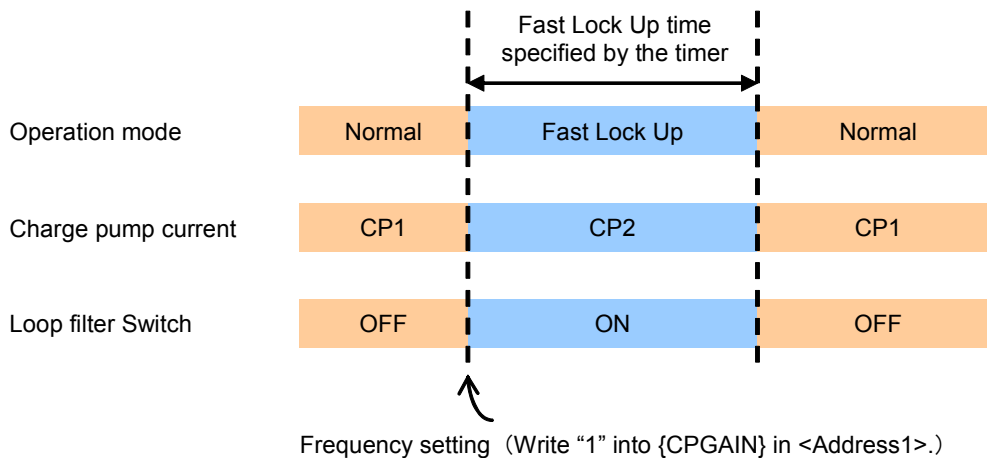 Fast Lock Up time
specified by the timer
Operation mode
Normal
Fast Lock Up
Normal
Charge pump current
CP1
CP2
CP1
Loop filter Switch
OFF
ON
OFF
Frequency setting（Write “1” into {CPGAIN} in <Address1>.）